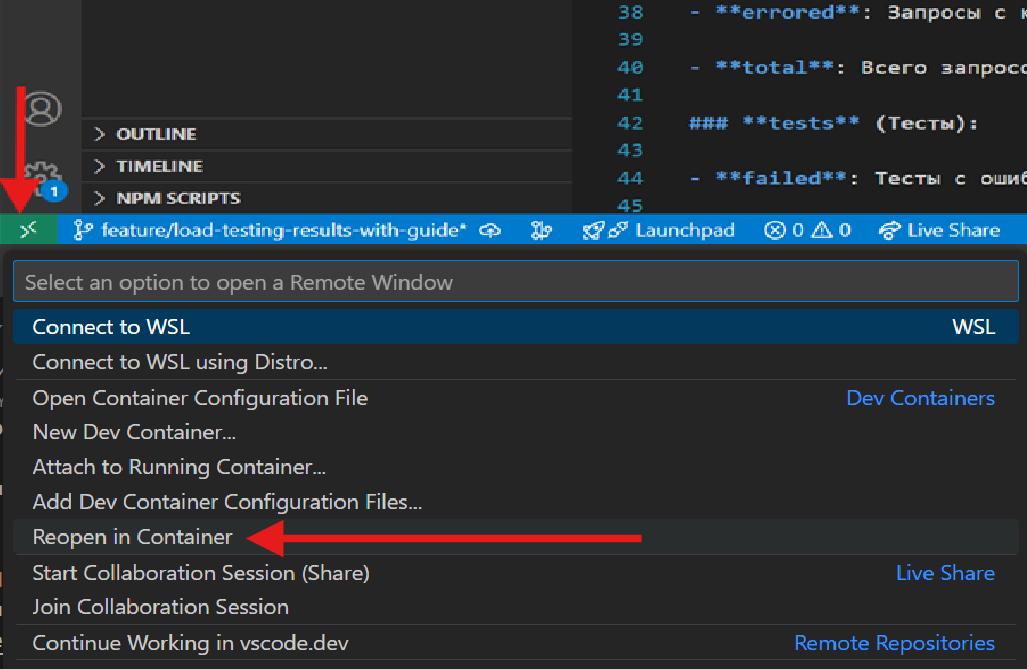 38 - **errored**: Запросы с
39
40 - **total**: Всего
41
42 ### **tests** (Тесты):
43
44 - **failed**: Тесты с
45
OUTLINE
TIMELINE
NPM SCRIPTS
1
feature/load-testing-results-with-guide* Launchpad 0 0 Live Share
Select an option to open a Remote Window
Connect to WSL WSL
Connect to WSL using Distro...
Open Container Configuration File Dev Containers
New Dev Container...
Attach to Running Container...
Add Dev Container Configuration Files...
Reopen in Container
Start Collaboration Session (Share) Live Share
Join Collaboration Session
Continue Working in vscode.dev Remote Repositories